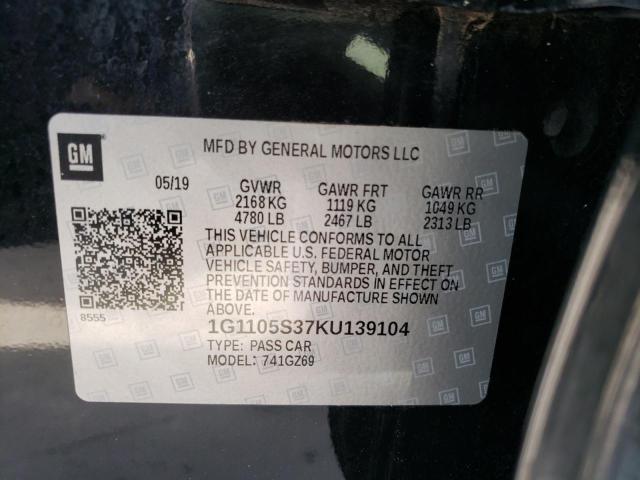 GM
MFD BY GENERAL MOTORS LLC
05/19 GVWR GAWR FRT GAWR RR
2168 KG 1119 KG 1049 KG
4780 LB 2467 LB 2313 LB
THIS VEHICLE CONFORMS TO ALL
APPLICABLE U.S. FEDERAL MOTOR
VEHICLE SAFETY, BUMPER, AND THEFT
PREVENTION STANDARDS IN EFFECT ON
THE DATE OF MANUFACTURE SHOWN
ABOVE.
8555
1G1105S37KU139104
TYPE: PASS CAR
MODEL: 741GZ69